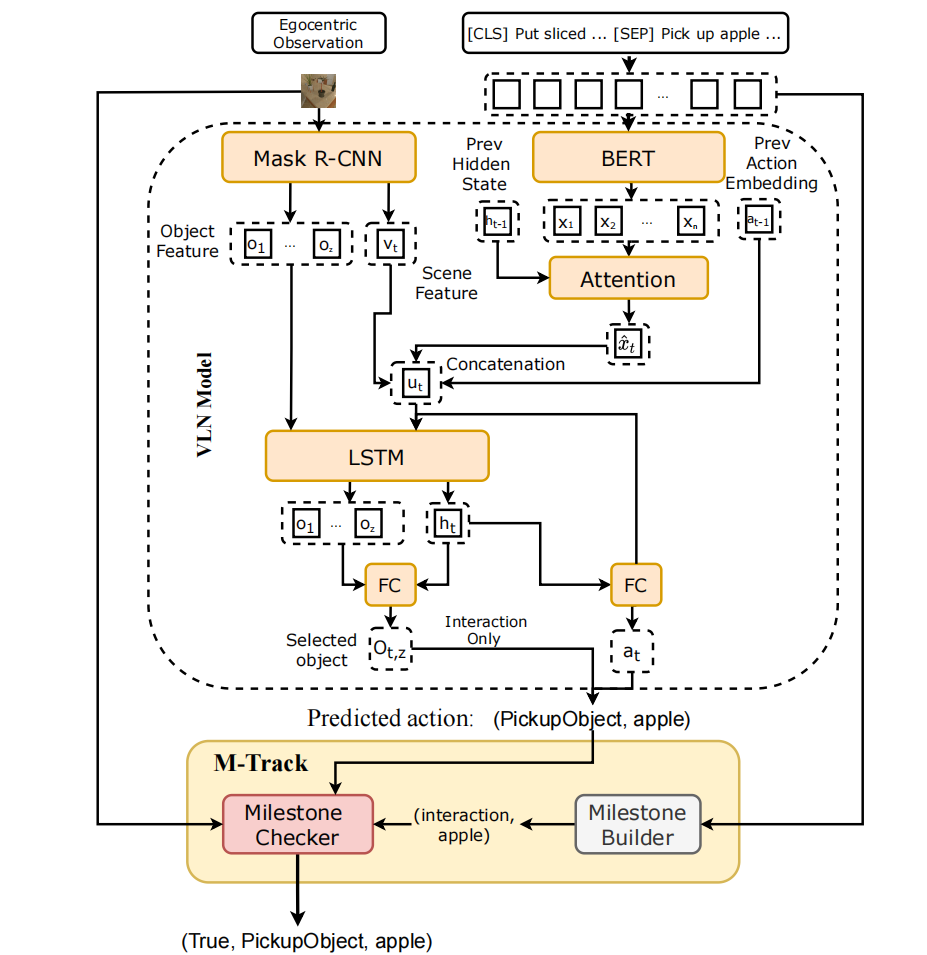 Egocentric
Observation
[CLS] Put sliced ... [SEP] Pick up apple ...
...
Mask R-CNN
Prev
Hidden
State
BERT
Prev
Action
Embedding
Object
Feature
o1 ... oz
vt
ht-1
x1 x2 ... xn
at-1
Scene
Feature
Attention
x̂t
Concatenation
ut
VLN Model
LSTM
o1 ... oz
ht
FC
FC
Selected
object
Ot,z
Interaction
Only
at
Predicted action: (PickupObject, apple)
M-Track
Milestone
Checker
(interaction,
apple)
Milestone
Builder
(True, PickupObject, apple)